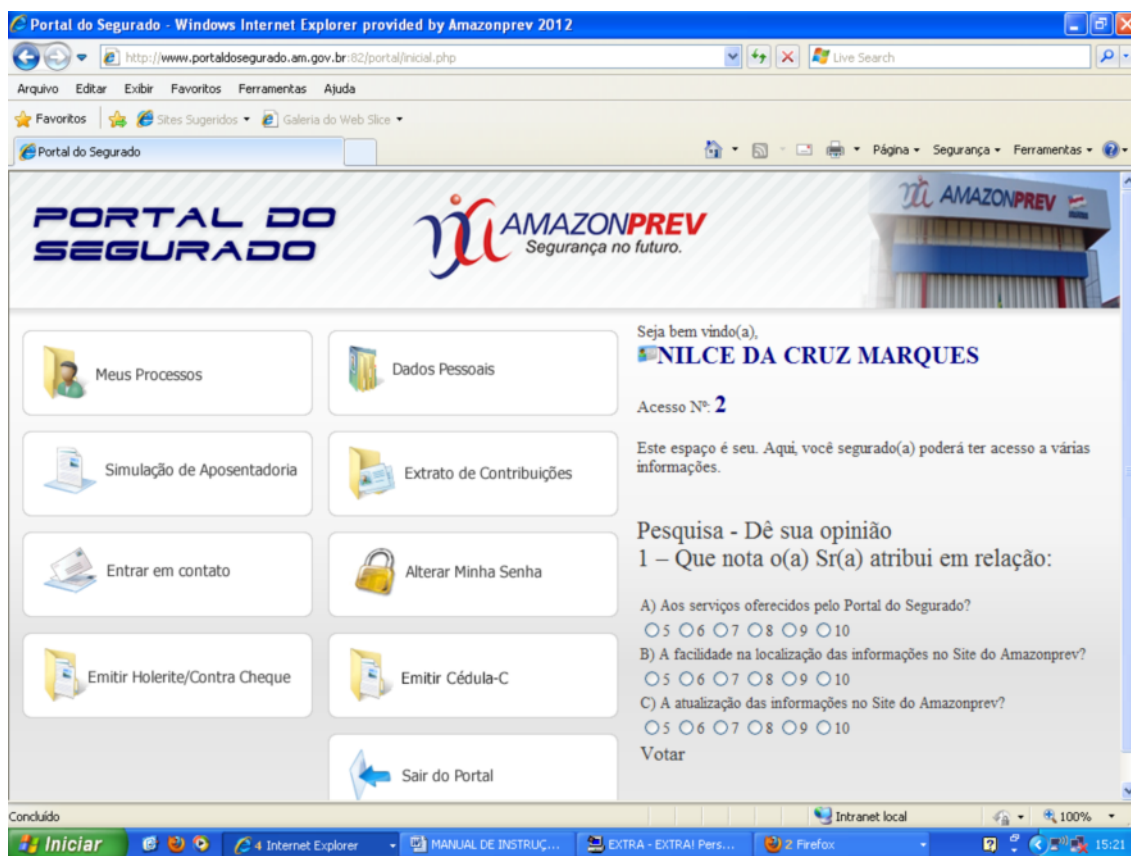 Portal do Segurado - Windows Internet Explorer provided by Amazonprev 2012
http://www.portaldosegurado.am.gov.br:82/portal/inicial.php
Live Search
Arquivo Editar Exibir Favoritos Ferramentas Ajuda
Favoritos Sites Sugeridos Galeria do Web Slice
Portal do Segurado
Página Segurança Ferramentas
PORTAL DO
SEGURADO
AMAZONPREV
Segurança no futuro.
AMAZONPREV
Meus Processos
Dados Pessoais
Simulação de Aposentadoria
Extrato de Contribuições
Entrar em contato
Alterar Minha Senha
Emitir Holerite/Contra Cheque
Emitir Cédula-C
Sair do Portal
Seja bem vindo(a),
NILCE DA CRUZ MARQUES
Acesso Nº: 2
Este espaço é seu. Aqui, você segurado(a) poderá ter acesso a várias
informações.
Pesquisa - Dê sua opinião
1 – Que nota o(a) Sr(a) atribui em relação:
A) Aos serviços oferecidos pelo Portal do Segurado?
5 6 7 8 9 10
B) A facilidade na localização das informações no Site do Amazonprev?
5 6 7 8 9 10
C) A atualização das informações no Site do Amazonprev?
5 6 7 8 9 10
Votar
Concluído
Intranet local
100%
Iniciar
4 Internet Explorer
MANUAL DE INSTRUÇ...
EXTRA - EXTRA! Pers...
2 Firefox
15:21